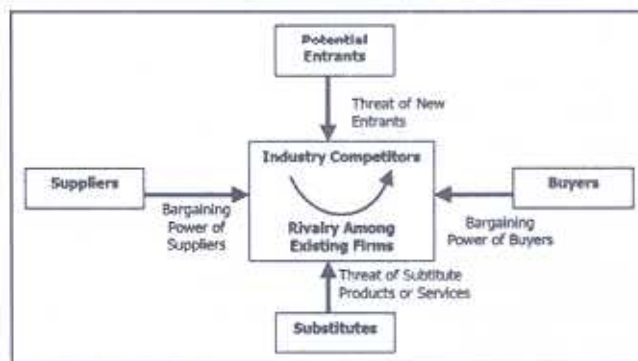 Potential
Entrants
Threat of New
Entrants
Industry Competitors
Suppliers
Buyers
Bargaining
Power of
Suppliers
Rivalry Among
Existing Firms
Bargaining
Power of Buyers
Threat of Subtitute
Products or Services
Substitutes